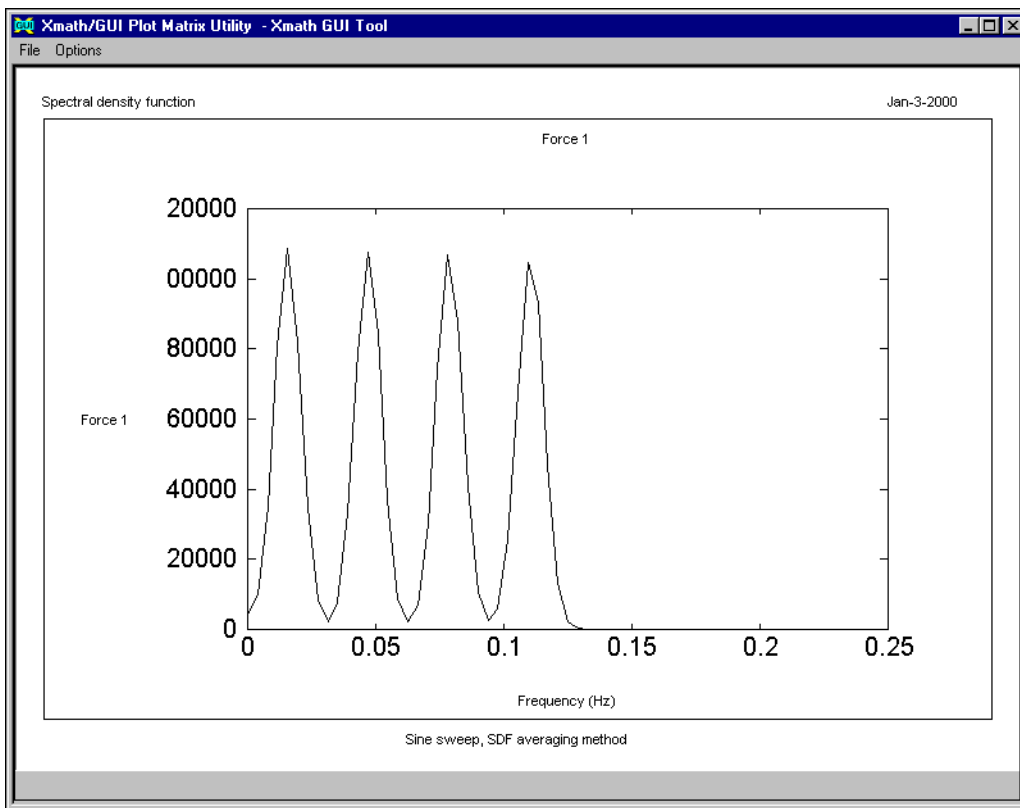 Xmath/GUI Plot Matrix Utility - Xmath GUI Tool
File Options
Spectral density function
Jan-3-2000
Force 1
20000
00000
80000
Force 1
60000
40000
20000
0
0 0.05 0.1 0.15 0.2 0.25
Frequency (Hz)
Sine sweep, SDF averaging method